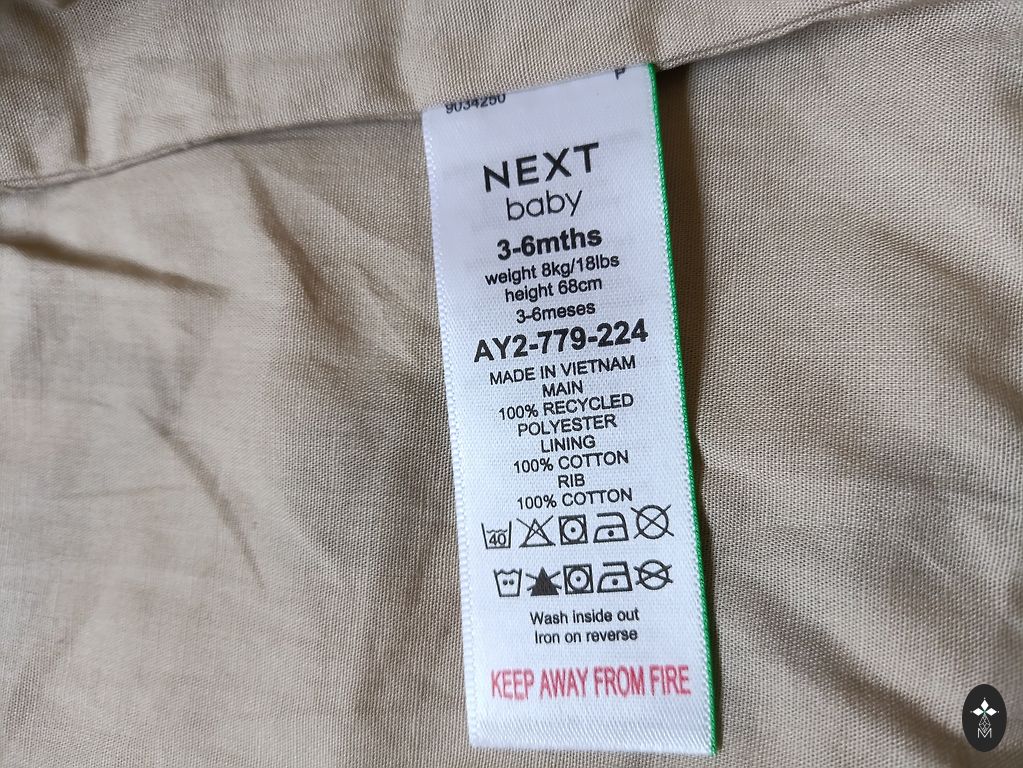 9034250 P
NEXT
baby
3-6mths
weight 8kg/18lbs
height 68cm
3-6meses
AY2-779-224
MADE IN VIETNAM
MAIN
100% RECYCLED
POLYESTER
LINING
100% COTTON
RIB
100% COTTON
40
Wash inside out
Iron on reverse
KEEP AWAY FROM FIRE
M